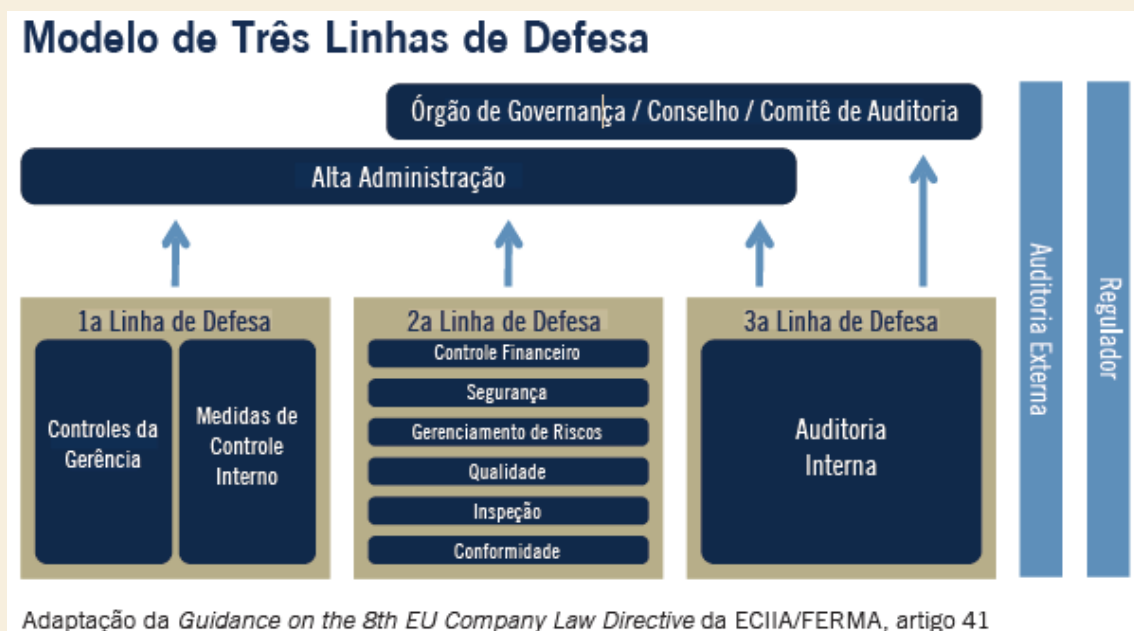 Modelo de Três Linhas de Defesa
Órgão de Governança / Conselho / Comitê de Auditoria
Alta Administração
1a Linha de Defesa
Controles da
Gerência
Medidas de
Controle
Interno
2a Linha de Defesa
Controle Financeiro
Segurança
Gerenciamento de Riscos
Qualidade
Inspeção
Conformidade
3a Linha de Defesa
Auditoria
Interna
Auditoria Externa
Regulador
Adaptação da Guidance on the 8th EU Company Law Directive da ECIIA/FERMA, artigo 41